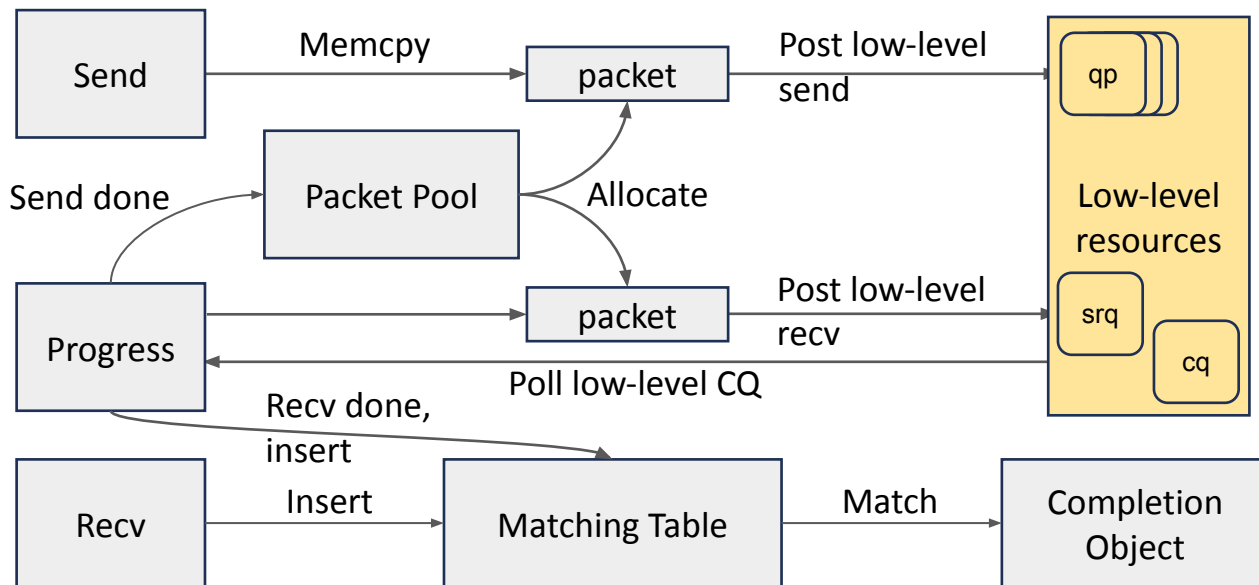 Send
Memcpy
packet
Post low-level
send
qp
Send done
Packet Pool
Allocate
Low-level
resources
Progress
packet
Post low-level
recv
srq
cq
Poll low-level CQ
Recv done,
insert
Recv
Insert
Matching Table
Match
Completion
Object